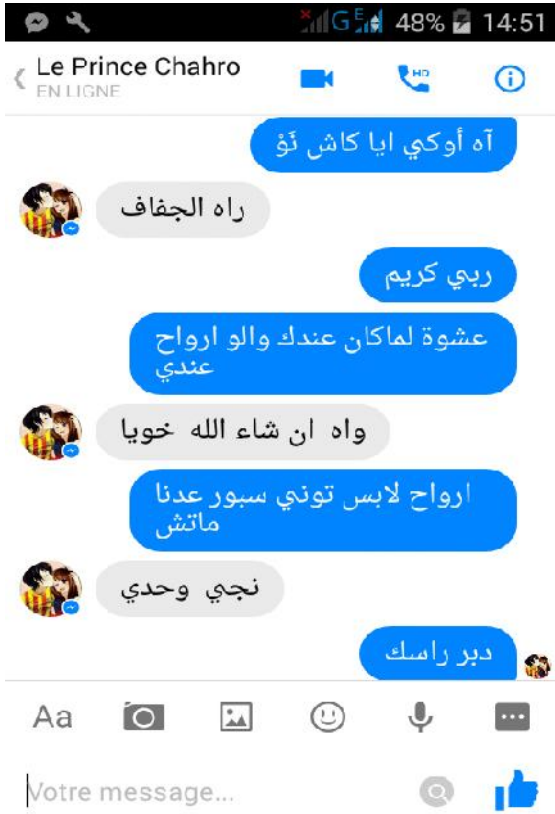 G E 48% 14:51
Le Prince Chahro
EN LIGNE
HD
آه أوكي ايا كاش نَوْ
راه الجفاف
ربي كريم
عشوة لماكان عندك والو ارواح
عندي
واه ان شاء الله خويا
ارواح لابس توني سبور عدنا
ماتش
نجي وحدي
دبر راسك
Aa
Votre message...